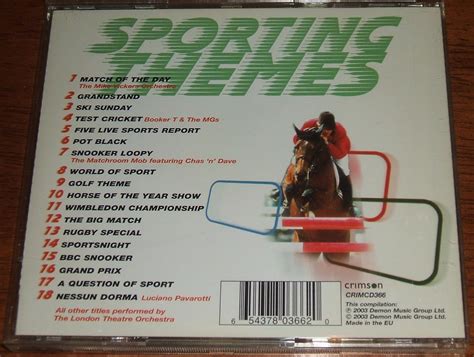 SPORTING
THEMES
1 MATCH OF THE DAY
The Mike Vickers Orchestra
2 GRANDSTAND
3 SKI SUNDAY
4 TEST CRICKET Booker T & The MGs
5 FIVE LIVE SPORTS REPORT
6 POT BLACK
7 SNOOKER LOOPY
The Matchroom Mob featuring Chas 'n' Dave
8 WORLD OF SPORT
9 GOLF THEME
10 HORSE OF THE YEAR SHOW
11 WIMBLEDON CHAMPIONSHIP
12 THE BIG MATCH
13 RUGBY SPECIAL
14 SPORTSNIGHT
15 BBC SNOOKER
16 GRAND PRIX
17 A QUESTION OF SPORT
18 NESSUN DORMA Luciano Pavarotti
All other titles performed by
The London Theatre Orchestra
6 54378 03662 0
crimson
CRIMCD366
This compilation:
℗ 2003 Demon Music Group Ltd.
© 2003 Demon Music Group Ltd.
Made in the EU